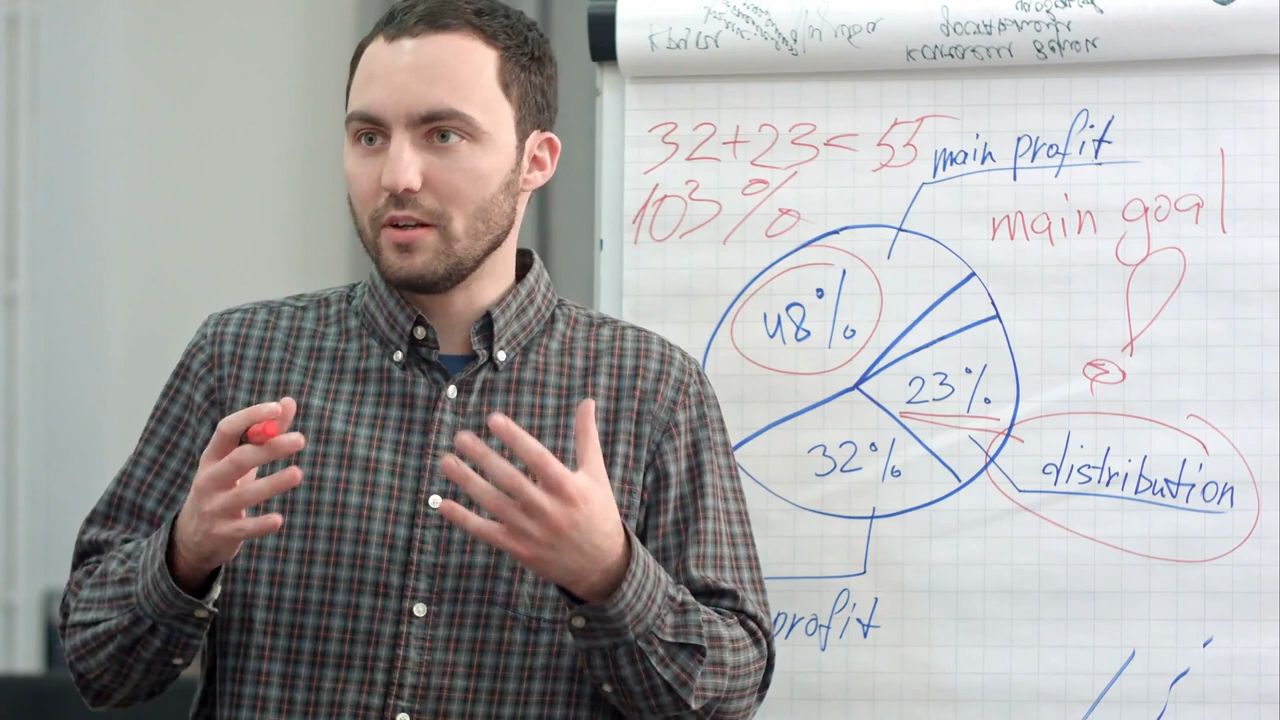 32+23= 55
103%
main profit
main goal
48%
23%
32%
distribution
profit